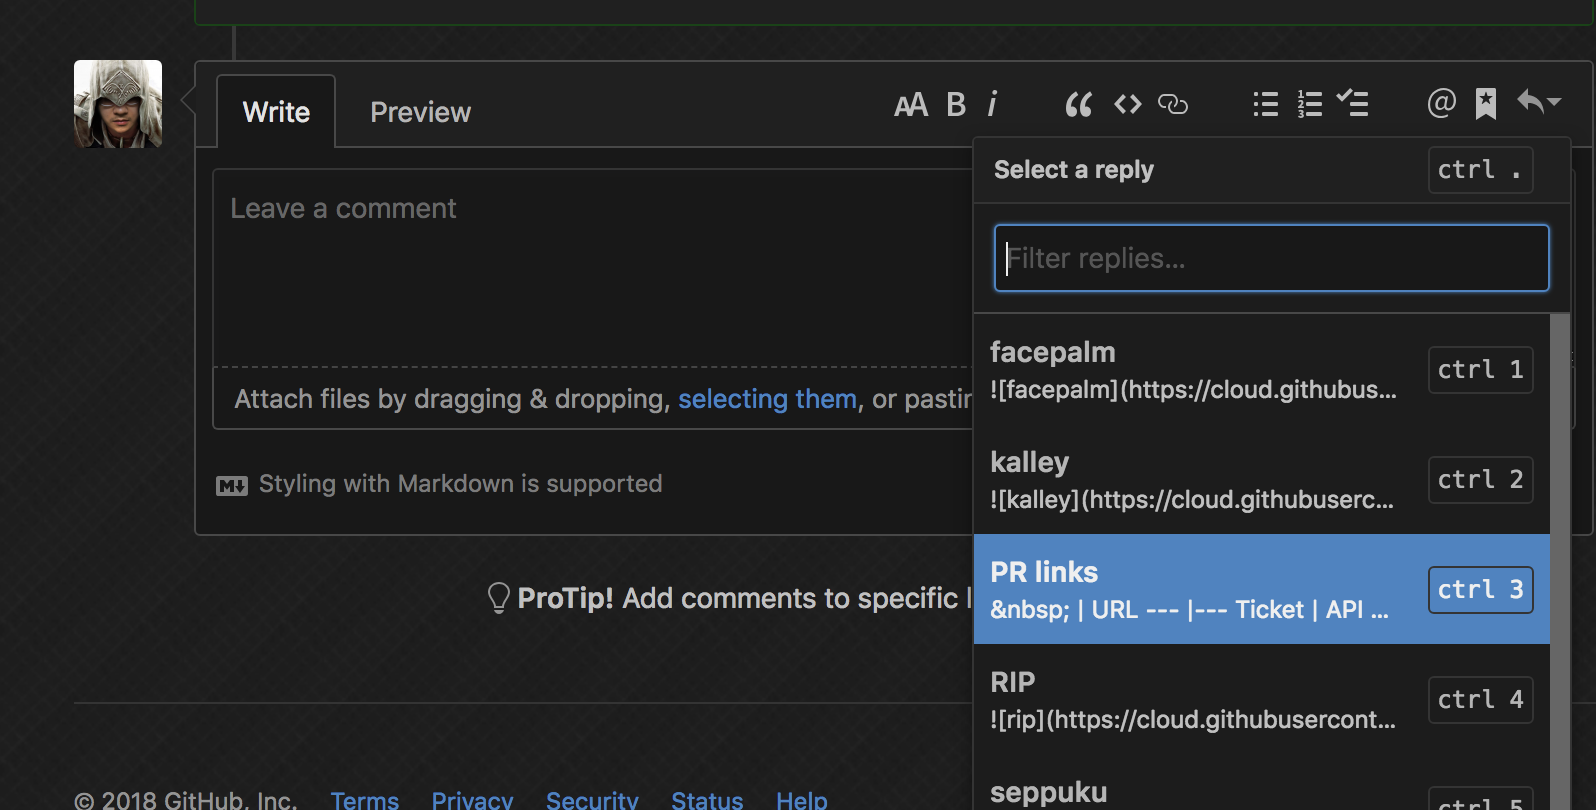 Write
Preview
AA B i
@
Select a reply
ctrl .
Leave a comment
Filter replies...
Attach files by dragging & dropping, selecting them, or pastin
facepalm
![facepalm](https://cloud.githubus...
ctrl 1
kalley
![kalley](https://cloud.githubuserc...
ctrl 2
Styling with Markdown is supported
PR links
&nbsp; | URL --- |--- Ticket | API ...
ctrl 3
ProTip! Add comments to specific l
RIP
![rip](https://cloud.githubusercont...
ctrl 4
seppuku
ctrl 5
© 2018 GitHub, Inc.
Terms
Privacy
Security
Status
Help